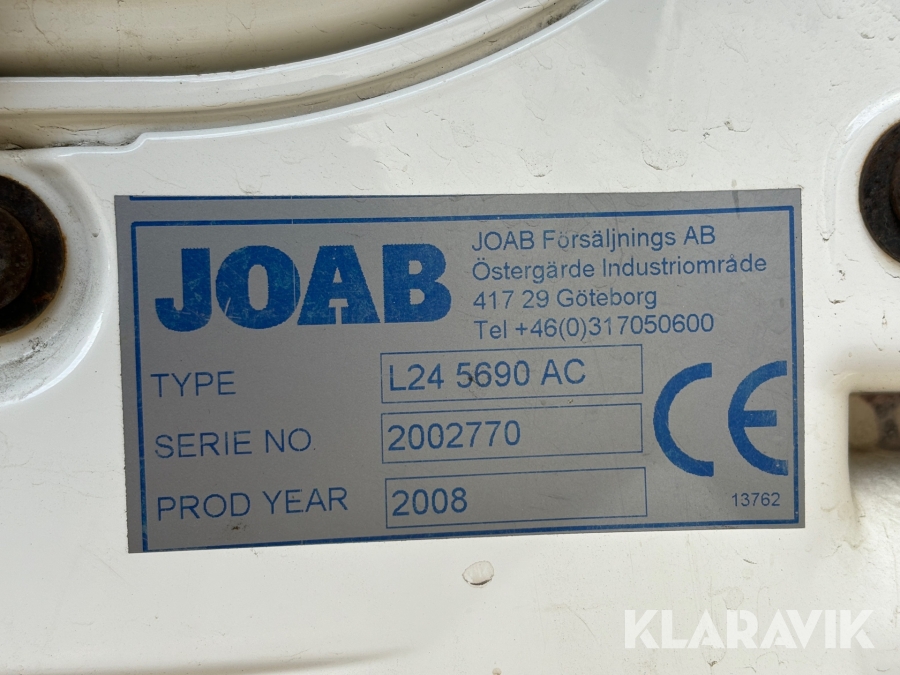 JOAB
JOAB Försäljnings AB
Östergärde Industriområde
417 29 Göteborg
Tel +46(0)317050600
TYPE L24 5690 AC
SERIE NO 2002770
PROD YEAR 2008
CE
13762
KLARAVIK